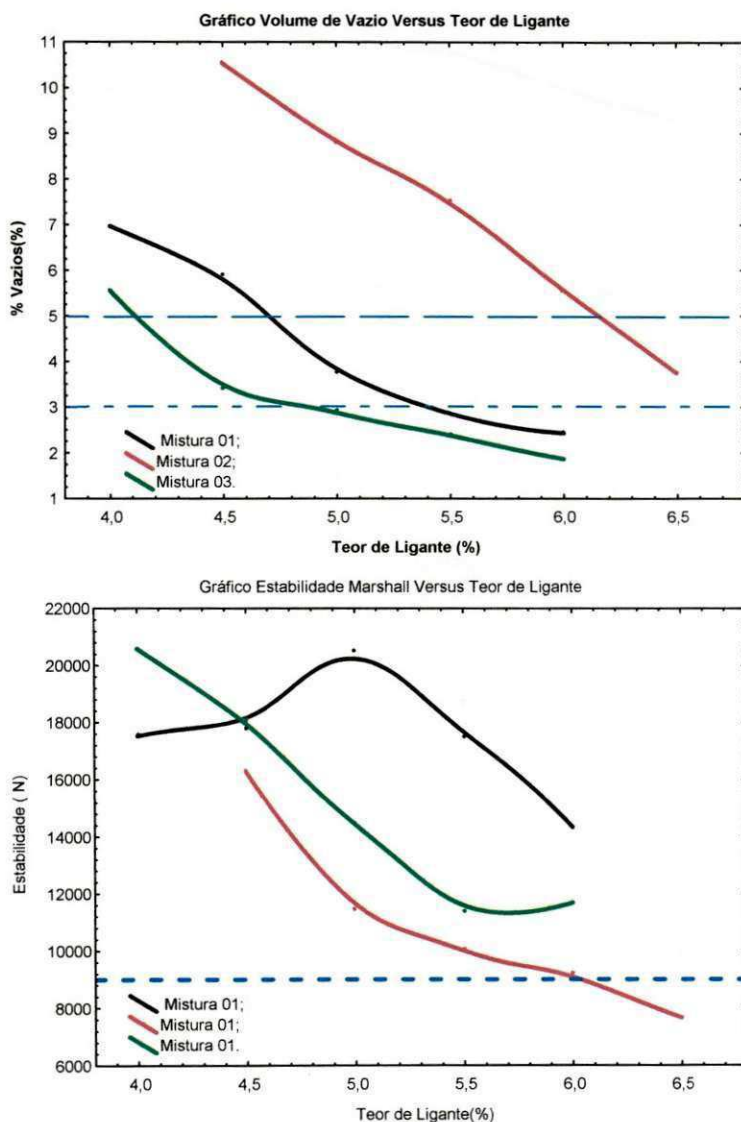 Gráfico Volume de Vazio Versus Teor de Ligante
11
10
9
8
7
6
5
4
3
2
1
% Vazios(%)
Mistura 01;
Mistura 02;
Mistura 03.
4,0 4,5 5,0 5,5 6,0 6,5
Teor de Ligante (%)
Gráfico Estabilidade Marshall Versus Teor de Ligante
22000
20000
18000
16000
14000
12000
10000
8000
6000
Estabilidade ( N)
Mistura 01;
Mistura 01;
Mistura 01.
4,0 4,5 5,0 5,5 6,0 6,5
Teor de Ligante(%)